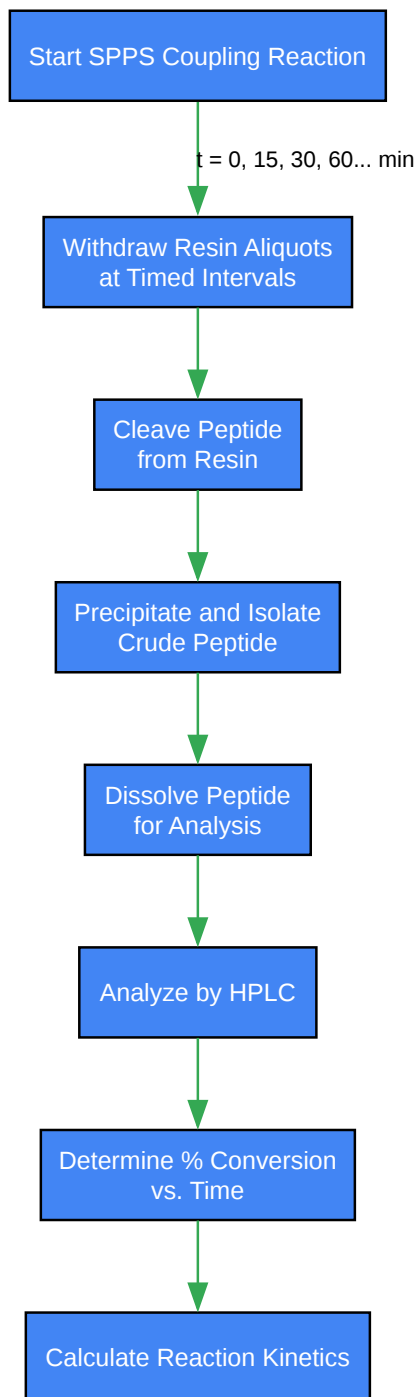 Start SPPS Coupling Reaction
t = 0, 15, 30, 60... min
Withdraw Resin Aliquots
at Timed Intervals
Cleave Peptide
from Resin
Precipitate and Isolate
Crude Peptide
Dissolve Peptide
for Analysis
Analyze by HPLC
Determine % Conversion
vs. Time
Calculate Reaction Kinetics